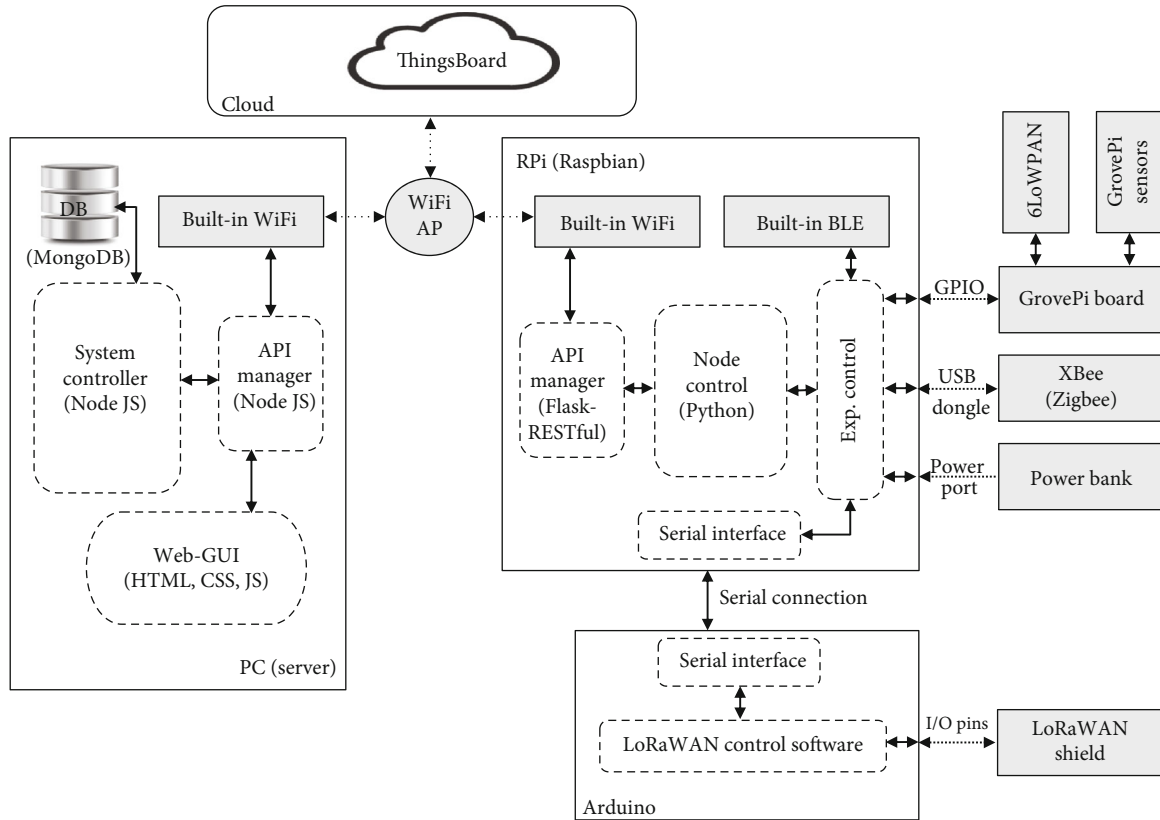 ThingsBoard
Cloud
DB
(MongoDB)
Built-in WiFi
System
controller
(Node JS)
API
manager
(Node JS)
Web-GUI
(HTML, CSS, JS)
PC (server)
WiFi
AP
RPi (Raspbian)
Built-in WiFi
Built-in BLE
API
manager
(Flask-
RESTful)
Node
control
(Python)
Exp. control
Serial interface
GPIO
USB
dongle
Power
port
6LoWPAN
GrovePi
sensors
GrovePi board
XBee
(Zigbee)
Power bank
Serial connection
Serial interface
LoRaWAN control software
Arduino
I/O pins
LoRaWAN
shield